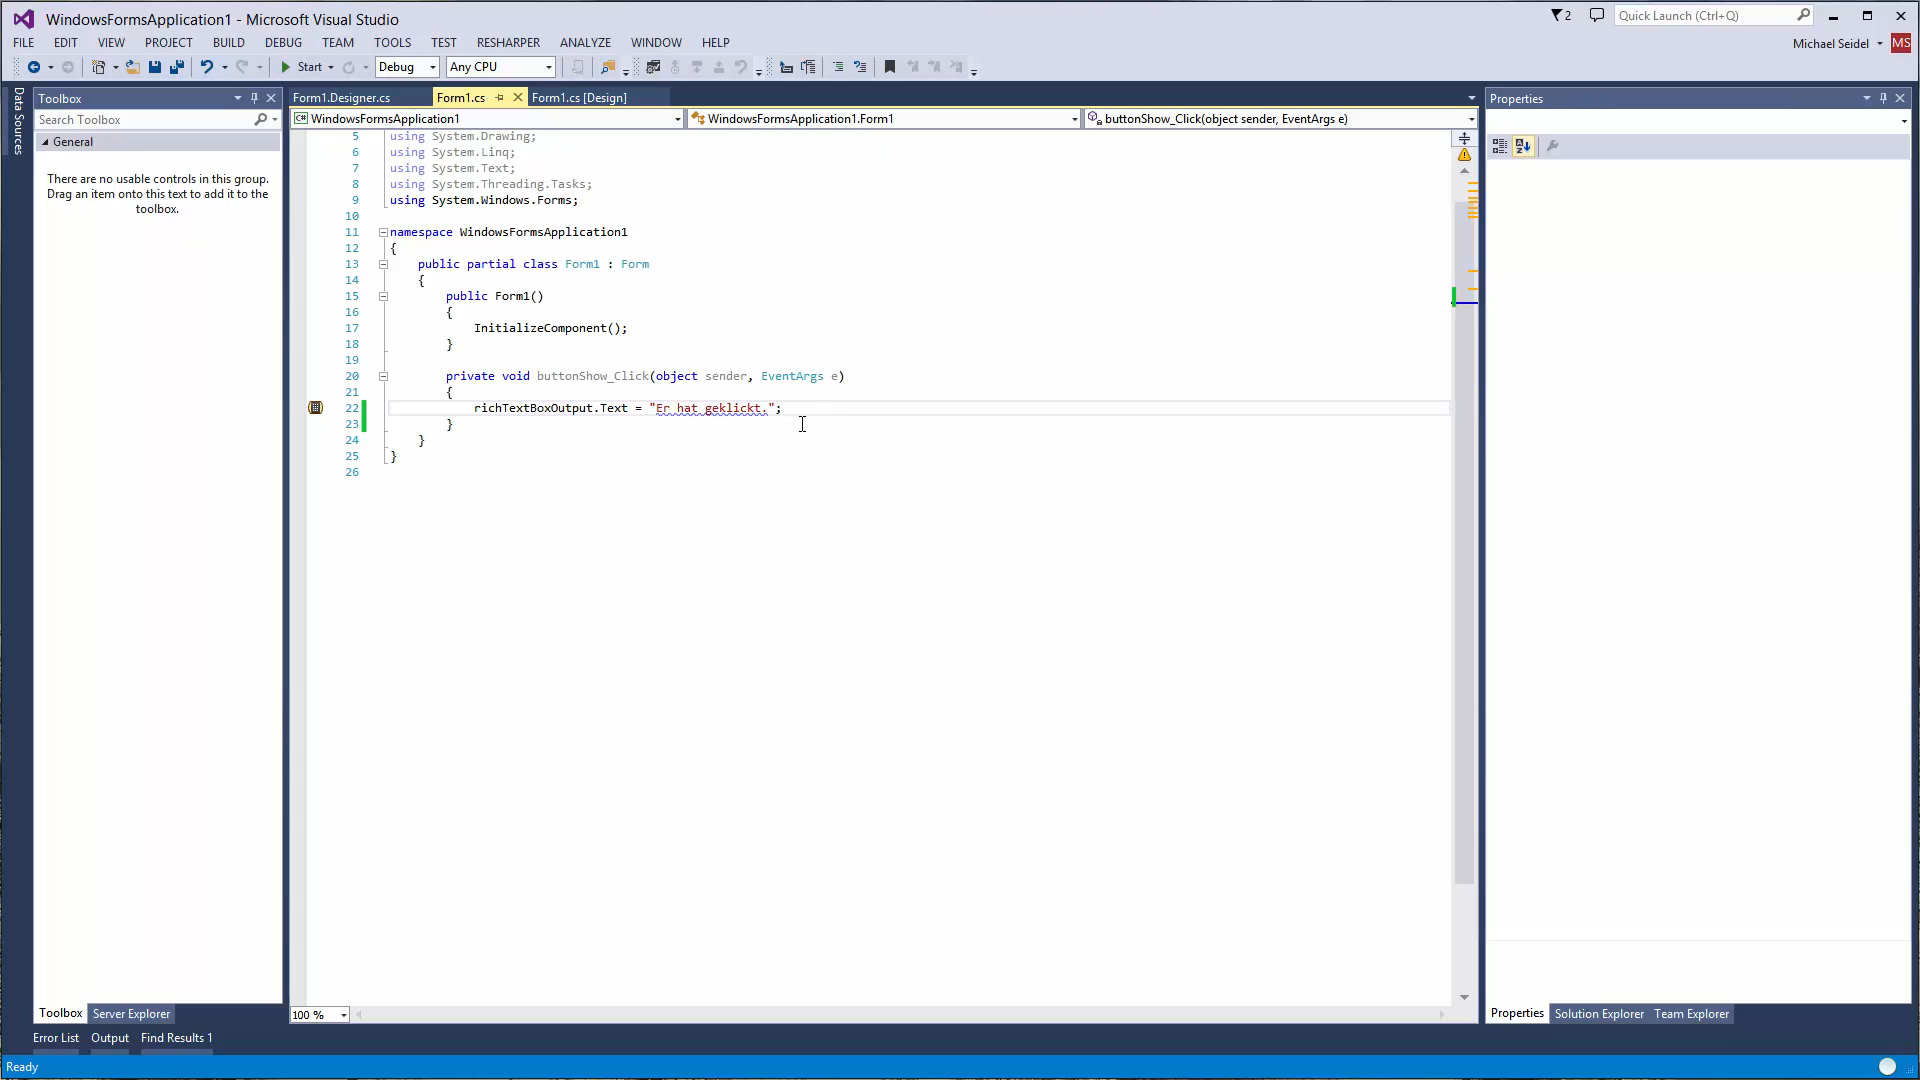 WindowsFormsApplication1 - Microsoft Visual Studio
2
Quick Launch (Ctrl+Q)
FILE EDIT VIEW PROJECT BUILD DEBUG TEAM TOOLS TEST RESHARPER ANALYZE WINDOW HELP
Michael Seidel
MS
Start
Debug
Any CPU
Data Sources
Toolbox
Search Toolbox
General
There are no usable controls in this group.
Drag an item onto this text to add it to the
toolbox.
Form1.Designer.cs
Form1.cs
Form1.cs [Design]
C# WindowsFormsApplication1
WindowsFormsApplication1.Form1
buttonShow_Click(object sender, EventArgs e)
5 using System.Drawing;
6 using System.Linq;
7 using System.Text;
8 using System.Threading.Tasks;
9 using System.Windows.Forms;
10
11 namespace WindowsFormsApplication1
12 {
13 public partial class Form1 : Form
14 {
15 public Form1()
16 {
17 InitializeComponent();
18 }
19
20 private void buttonShow_Click(object sender, EventArgs e)
21 {
22 richTextBoxOutput.Text = "Er hat geklickt.";
23 }
24 }
25 }
26
100 %
Properties
Toolbox
Server Explorer
Properties
Solution Explorer
Team Explorer
Error List
Output
Find Results 1
Ready